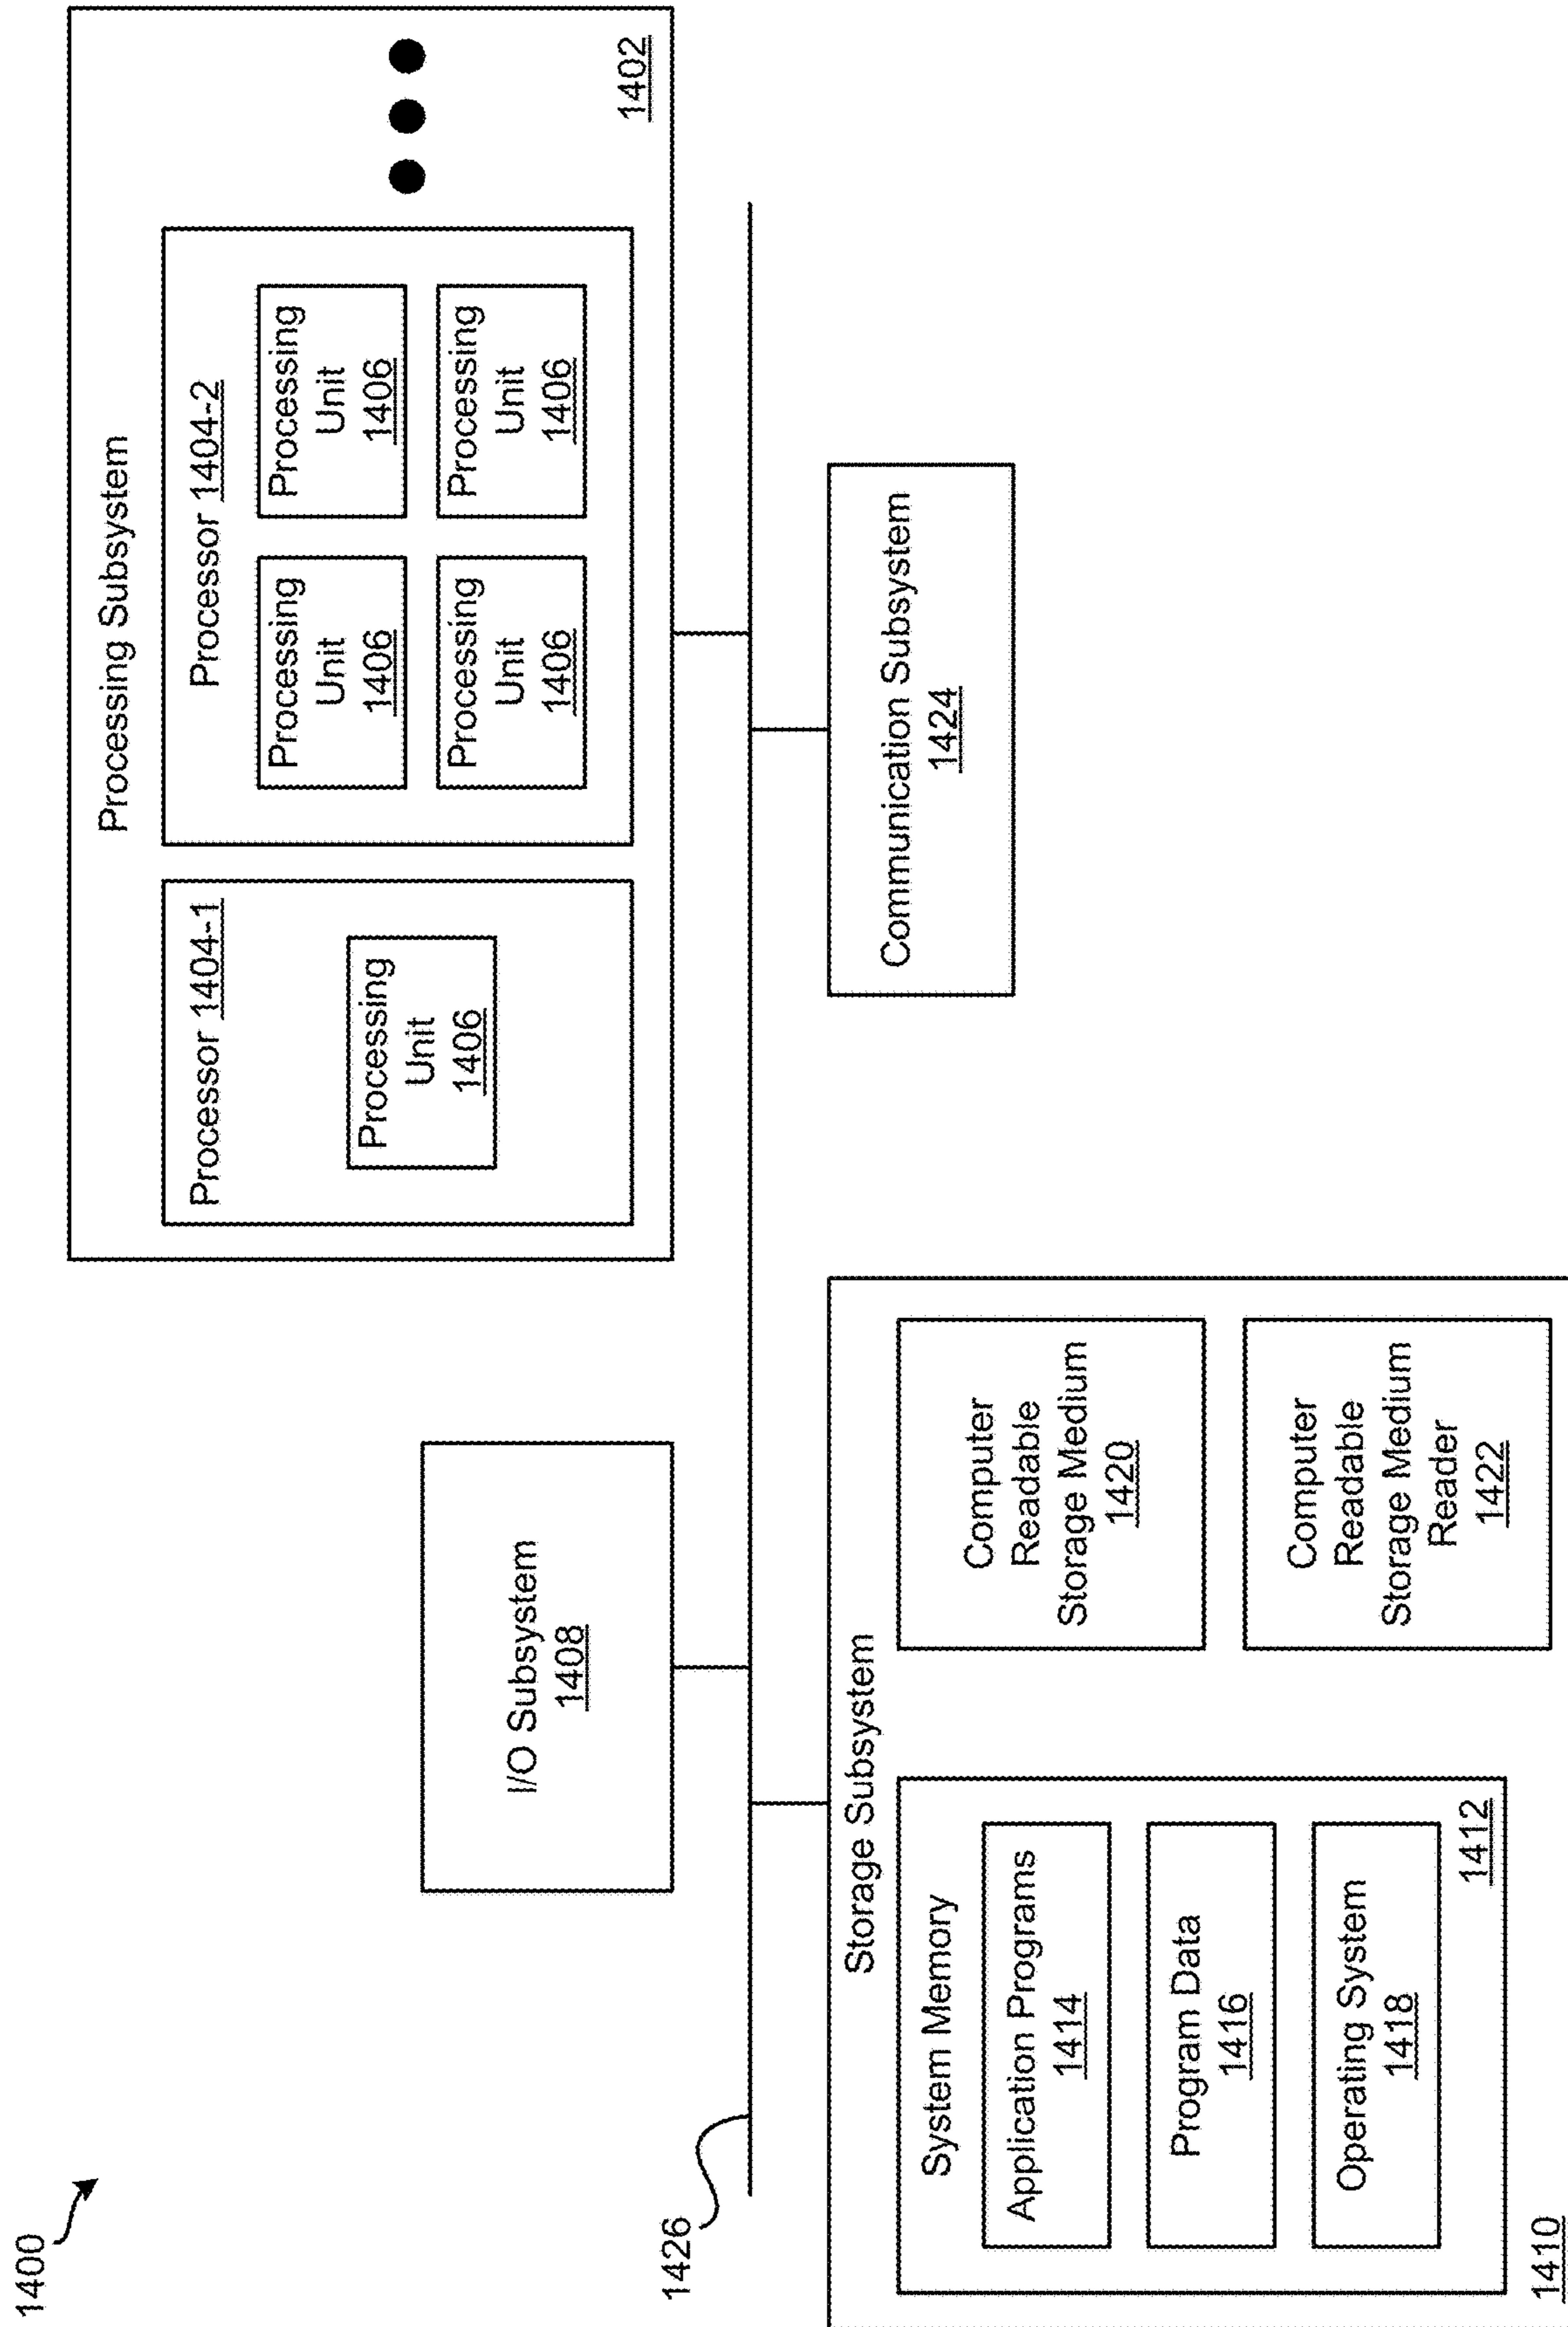 1400
Processing Subsystem
Processor 1404-1
Processing
Unit
1406
Processor 1404-2
Processing
Unit
1406
Processing
Unit
1406
Processing
Unit
1406
Processing
Unit
1406
1402
I/O Subsystem
1408
1426
Storage Subsystem
System Memory
Application Programs
1414
Program Data
1416
Operating System
1418
1412
Computer
Readable
Storage Medium
1420
Computer
Readable
Storage Medium
Reader
1422
1410
Communication Subsystem
1424